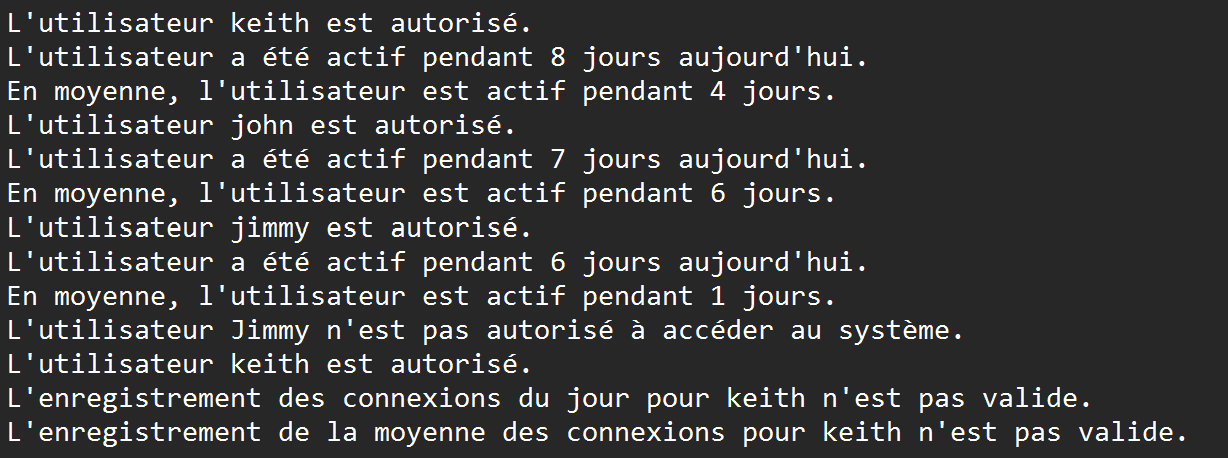 L'utilisateur keith est autorisé.
L'utilisateur a été actif pendant 8 jours aujourd'hui.
En moyenne, l'utilisateur est actif pendant 4 jours.
L'utilisateur john est autorisé.
L'utilisateur a été actif pendant 7 jours aujourd'hui.
En moyenne, l'utilisateur est actif pendant 6 jours.
L'utilisateur jimmy est autorisé.
L'utilisateur a été actif pendant 6 jours aujourd'hui.
En moyenne, l'utilisateur est actif pendant 1 jours.
L'utilisateur Jimmy n'est pas autorisé à accéder au système.
L'utilisateur keith est autorisé.
L'enregistrement des connexions du jour pour keith n'est pas valide.
L'enregistrement de la moyenne des connexions pour keith n'est pas valide.